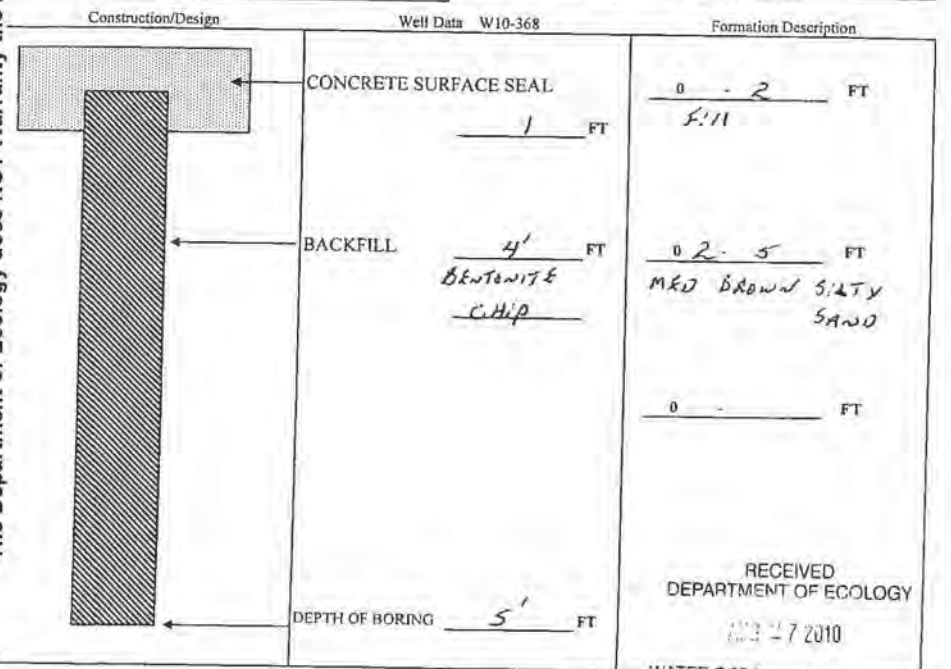 Construction/Design
Well Data W10-368
Formation Description
CONCRETE SURFACE SEAL
1 FT
0 - 2 FT
Fill
BACKFILL 4' FT
BENTONITE
CHIP
0 2 - 5 FT
MED BROWN SILTY
SAND
0 - FT
DEPTH OF BORING 5' FT
RECEIVED
DEPARTMENT OF ECOLOGY
7 2010